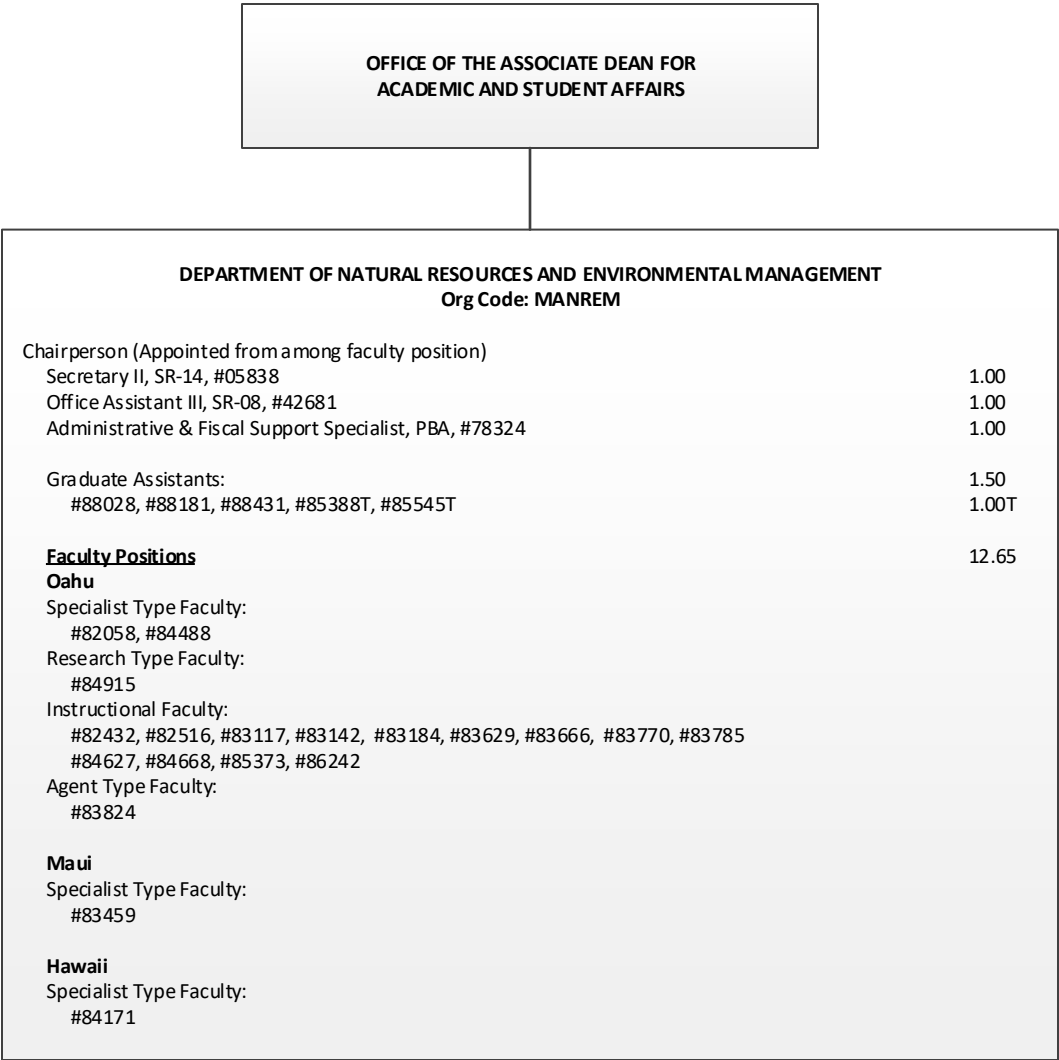 OFFICE OF THE ASSOCIATE DEAN FOR
ACADEMIC AND STUDENT AFFAIRS
DEPARTMENT OF NATURAL RESOURCES AND ENVIRONMENTAL MANAGEMENT
Org Code: MANREM
Chairperson (Appointed from among faculty position)
Secretary II, SR-14, #05838 1.00
Office Assistant III, SR-08, #42681 1.00
Administrative & Fiscal Support Specialist, PBA, #78324 1.00
Graduate Assistants: 1.50
#88028, #88181, #88431, #85388T, #85545T 1.00T
Faculty Positions 12.65
Oahu
Specialist Type Faculty:
#82058, #84488
Research Type Faculty:
#84915
Instructional Faculty:
#82432, #82516, #83117, #83142, #83184, #83629, #83666, #83770, #83785
#84627, #84668, #85373, #86242
Agent Type Faculty:
#83824
Maui
Specialist Type Faculty:
#83459
Hawaii
Specialist Type Faculty:
#84171